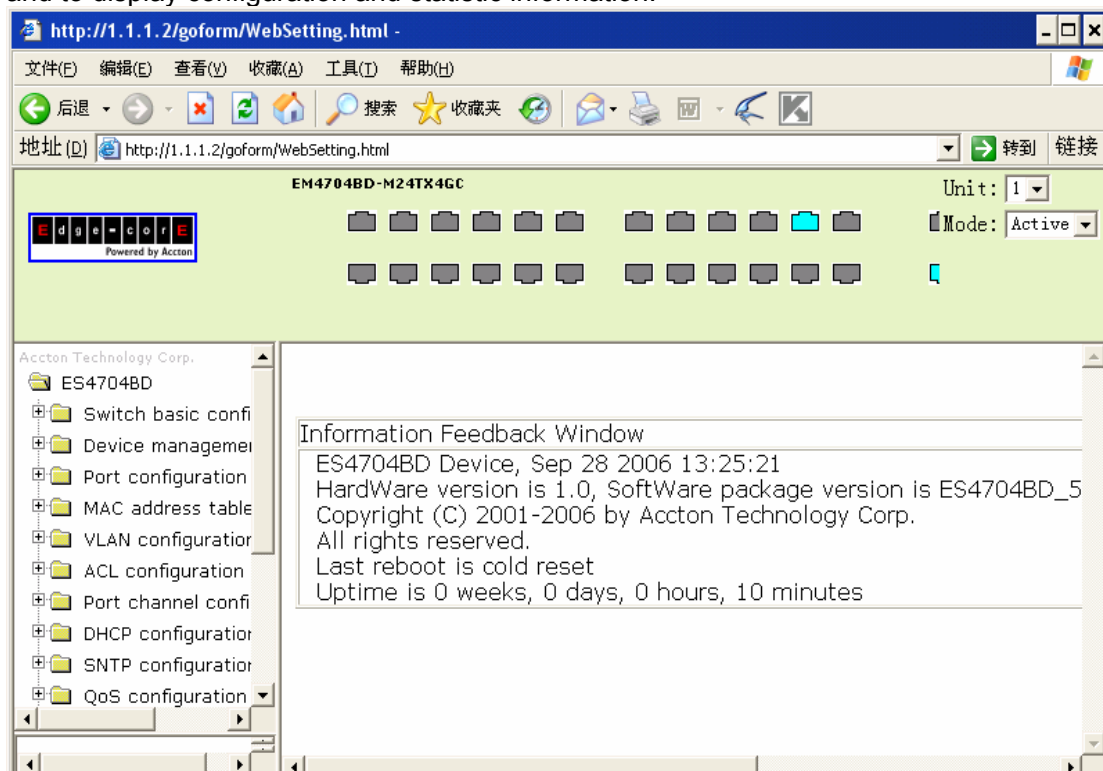 and to display configuration and statistic information.
http://1.1.1.2/goform/WebSetting.html -
文件(F) 编辑(E) 查看(V) 收藏(A) 工具(T) 帮助(H)
后退 搜索 收藏夹
地址(D) http://1.1.1.2/goform/WebSetting.html 转到 链接
EM4704BD-M24TX4GC
Unit: 1
Edge-corE
Powered by Accton
Mode: Active
Accton Technology Corp.
ES4704BD
Switch basic confi
Device managemen
Port configuration
MAC address table
VLAN configuration
ACL configuration
Port channel confi
DHCP configuration
SNTP configuration
QoS configuration
Information Feedback Window
ES4704BD Device, Sep 28 2006 13:25:21
HardWare version is 1.0, SoftWare package version is ES4704BD_5
Copyright (C) 2001-2006 by Accton Technology Corp.
All rights reserved.
Last reboot is cold reset
Uptime is 0 weeks, 0 days, 0 hours, 10 minutes